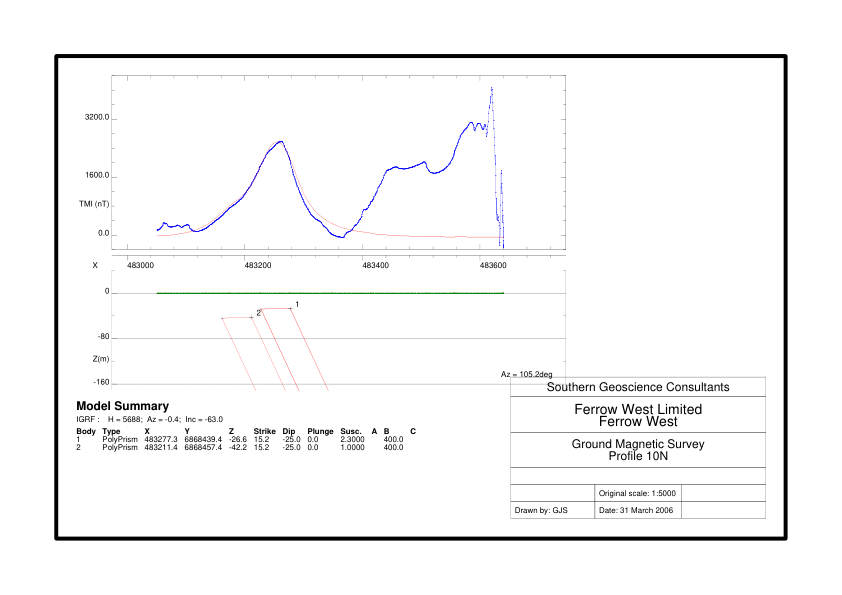 3200.0
1600.0
TMI (nT)
0.0
X 483000 483200 483400 483600
0
1
2
-80
Z(m)
-160
Az = 105.2deg
Southern Geoscience Consultants
Ferrow West Limited
Ferrow West
Ground Magnetic Survey
Profile 10N
Original scale: 1:5000
Drawn by: GJS Date: 31 March 2006
Model Summary
IGRF : H = 5688; Az = -0.4; Inc = -63.0
Body Type X Y Z Strike Dip Plunge Susc. A B C
1 PolyPrism 483277.3 6868439.4 -26.6 15.2 -25.0 0.0 2.3000 400.0
2 PolyPrism 483211.4 6868457.4 -42.2 15.2 -25.0 0.0 1.0000 400.0